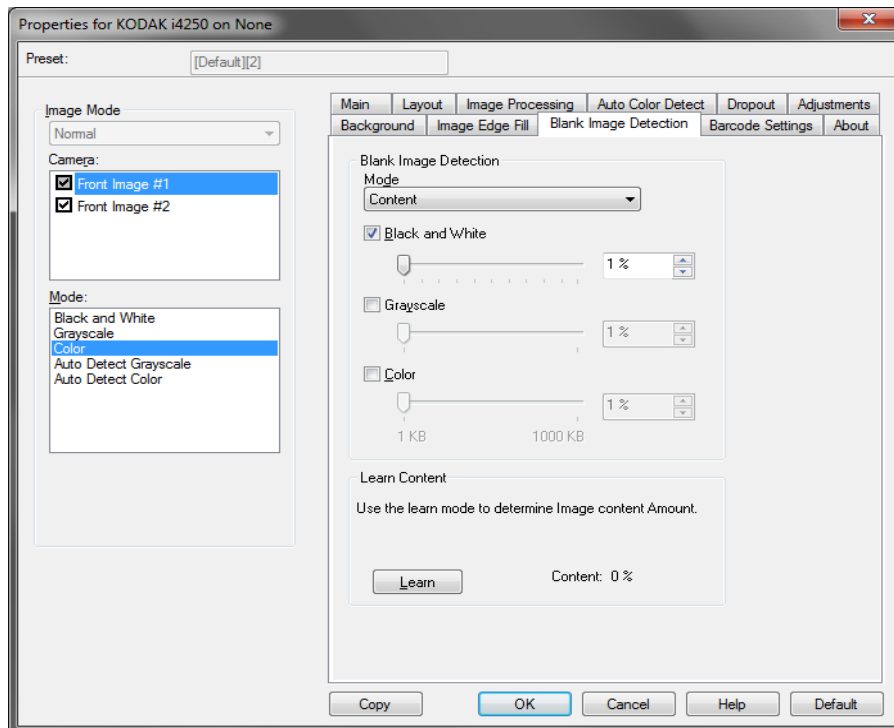 Properties for KODAK i4250 on None
Preset:
[Default][2]
Image Mode
Normal
Camera:
Front Image #1
Front Image #2
Mode:
Black and White
Grayscale
Color
Auto Detect Grayscale
Auto Detect Color
Main Layout Image Processing Auto Color Detect Dropout Adjustments
Background Image Edge Fill Blank Image Detection Barcode Settings About
Blank Image Detection
Mode
Content
Black and White
1 %
Grayscale
1 %
Color
1 %
1 KB 1000 KB
Learn Content
Use the learn mode to determine Image content Amount.
Learn Content: 0 %
Copy OK Cancel Help Default